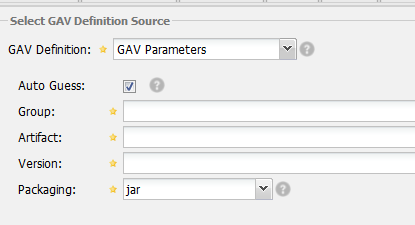 Select GAV Definition Source
GAV Definition: GAV Parameters
Auto Guess:
Group:
Artifact:
Version:
Packaging: jar